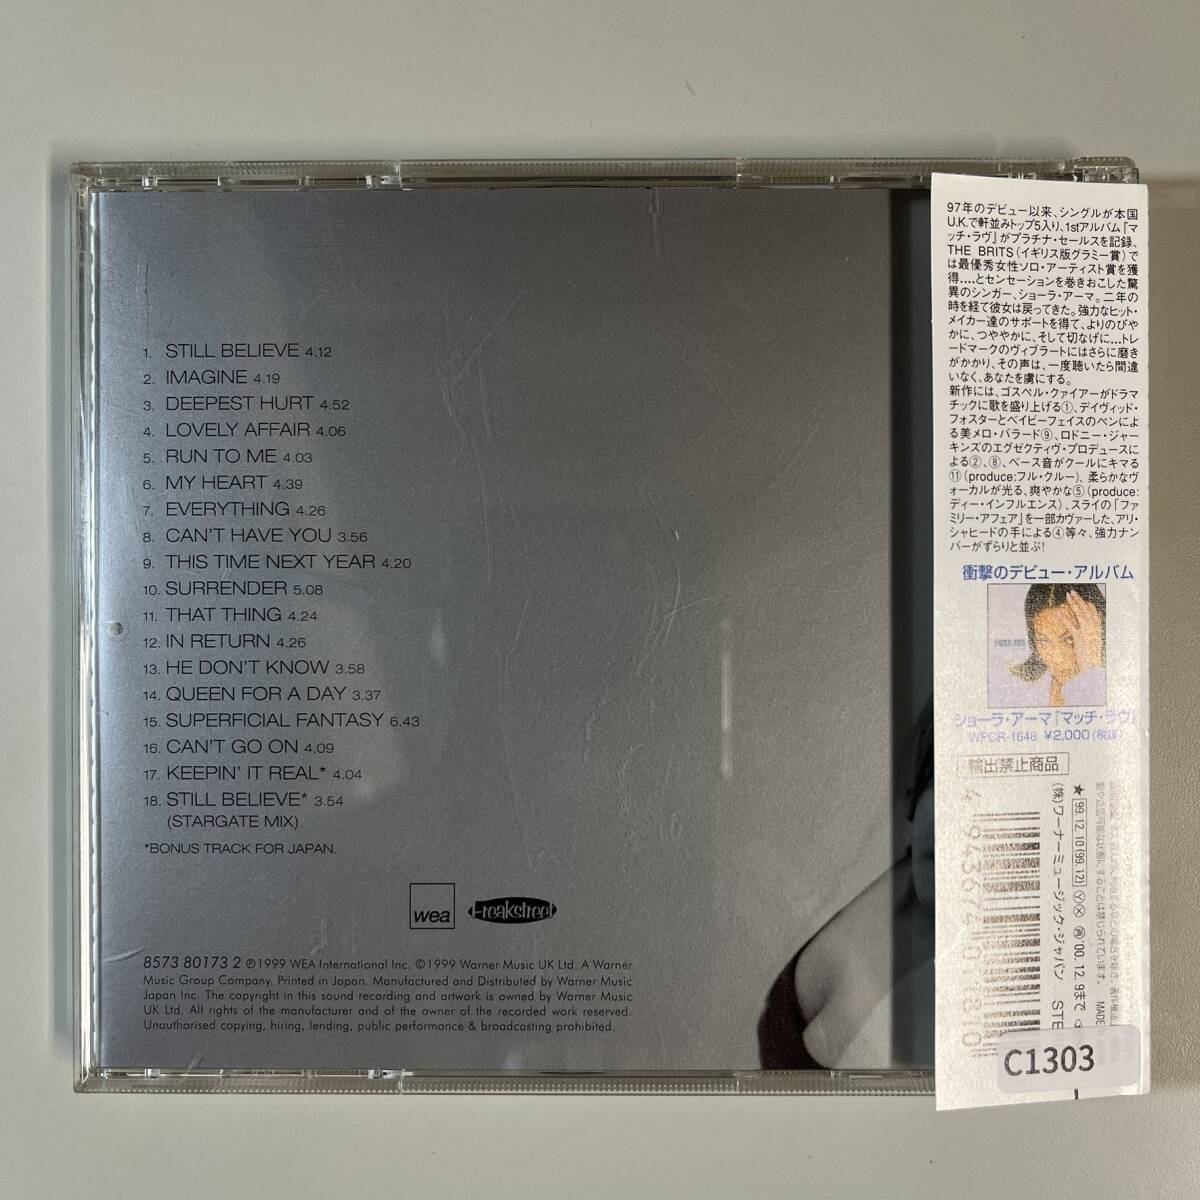 1. STILL BELIEVE 4.12
2. IMAGINE 4.19
3. DEEPEST HURT 4.52
4. LOVELY AFFAIR 4.06
5. RUN TO ME 4.03
6. MY HEART 4.39
7. EVERYTHING 4.26
8. CAN'T HAVE YOU 3.56
9. THIS TIME NEXT YEAR 4.20
10. SURRENDER 5.08
11. THAT THING 4.24
12. IN RETURN 4.26
13. HE DON'T KNOW 3.58
14. QUEEN FOR A DAY 3.37
15. SUPERFICIAL FANTASY 6.43
16. CAN'T GO ON 4.09
17. KEEPIN' IT REAL* 4.04
18. STILL BELIEVE* 3.54
(STARGATE MIX)
*BONUS TRACK FOR JAPAN.
wea
Freakstreet
8573 80173 2 ℗1999 WEA International Inc. ©1999 Warner Music UK Ltd. A Warner
Music Group Company. Printed in Japan. Manufactured and Distributed by Warner Music
Japan Inc. The copyright in this sound recording and artwork is owned by Warner Music
UK Ltd. All rights of the manufacturer and of the owner of the recorded work reserved.
Unauthorised copying, hiring, lending, public performance & broadcasting prohibited.
97年のデビュー以来、シングルが本国
U.K.で軒並みトップ5入り、1stアルバム『マ
ッチ・ラヴ』がプラチナ・セールスを記録、
THE BRITS(イギリス版グラミー賞)で
は最優秀女性ソロ・アーティスト賞を獲
得....とセンセーションを巻きおこした驚
異のシンガー、ショーラ・アーマ。二年の
時を経て彼女は戻ってきた。強力なヒット・
メイカー達のサポートを得て、よりのびや
かに、つややかに、そして切なげに...トレ
ードマークのヴィブラートにはさらに磨き
がかかり、その声は、一度聴いたら間違
いなく、あなたを虜にする。
新作には、ゴスペル・クァイアーがドラマ
チックに歌を盛り上げる①、デイヴィッド・
フォスターとベイビーフェイスのペンによ
る美メロ・バラード⑨、ロドニー・ジャー
キンズのエグゼクティヴ・プロデュースに
よる②、⑧、ベース音がクールにキマる
⑪(produce:フル・クルー)、柔らかなヴ
ォーカルが光る、爽やかな⑤(produce:
ディー・インフルエンス)、スライの「ファ
ミリー・アフェア」を一部カヴァーした、アリ・
シャヒードの手による④等々、強力ナン
バーがずらりと並ぶ!
衝撃のデビュー・アルバム
ショーラ・アーマ『マッチ・ラヴ』
WPCR-1648 ¥2,000(税抜)
輸出禁止商品
★ 99.12.10(99.12) Ⓨ Ⓧ 再 '00.12.9まで
(株)ワーナーミュージック・ジャパン STE
MADE
C1303